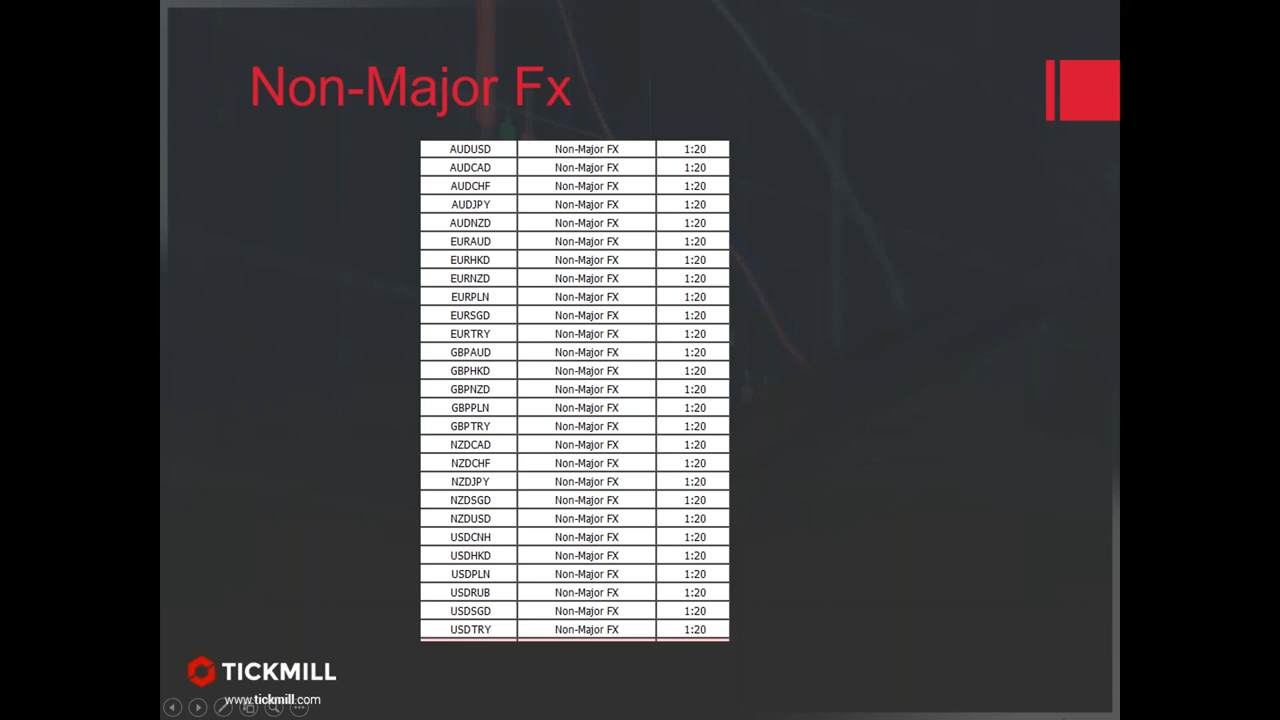 Non-Major Fx
AUDUSD Non-Major FX 1:20
AUDCAD Non-Major FX 1:20
AUDCHF Non-Major FX 1:20
AUDJPY Non-Major FX 1:20
AUDNZD Non-Major FX 1:20
EURAUD Non-Major FX 1:20
EURHKD Non-Major FX 1:20
EURNZD Non-Major FX 1:20
EURPLN Non-Major FX 1:20
EURSGD Non-Major FX 1:20
EURTRY Non-Major FX 1:20
GBPAUD Non-Major FX 1:20
GBPHKD Non-Major FX 1:20
GBPNZD Non-Major FX 1:20
GBPPLN Non-Major FX 1:20
GBPTRY Non-Major FX 1:20
NZDCAD Non-Major FX 1:20
NZDCHF Non-Major FX 1:20
NZDJPY Non-Major FX 1:20
NZDSGD Non-Major FX 1:20
NZDUSD Non-Major FX 1:20
USDCNH Non-Major FX 1:20
USDHKD Non-Major FX 1:20
USDPLN Non-Major FX 1:20
USDRUB Non-Major FX 1:20
USDSGD Non-Major FX 1:20
USDTRY Non-Major FX 1:20
TICKMILL
www.tickmill.com